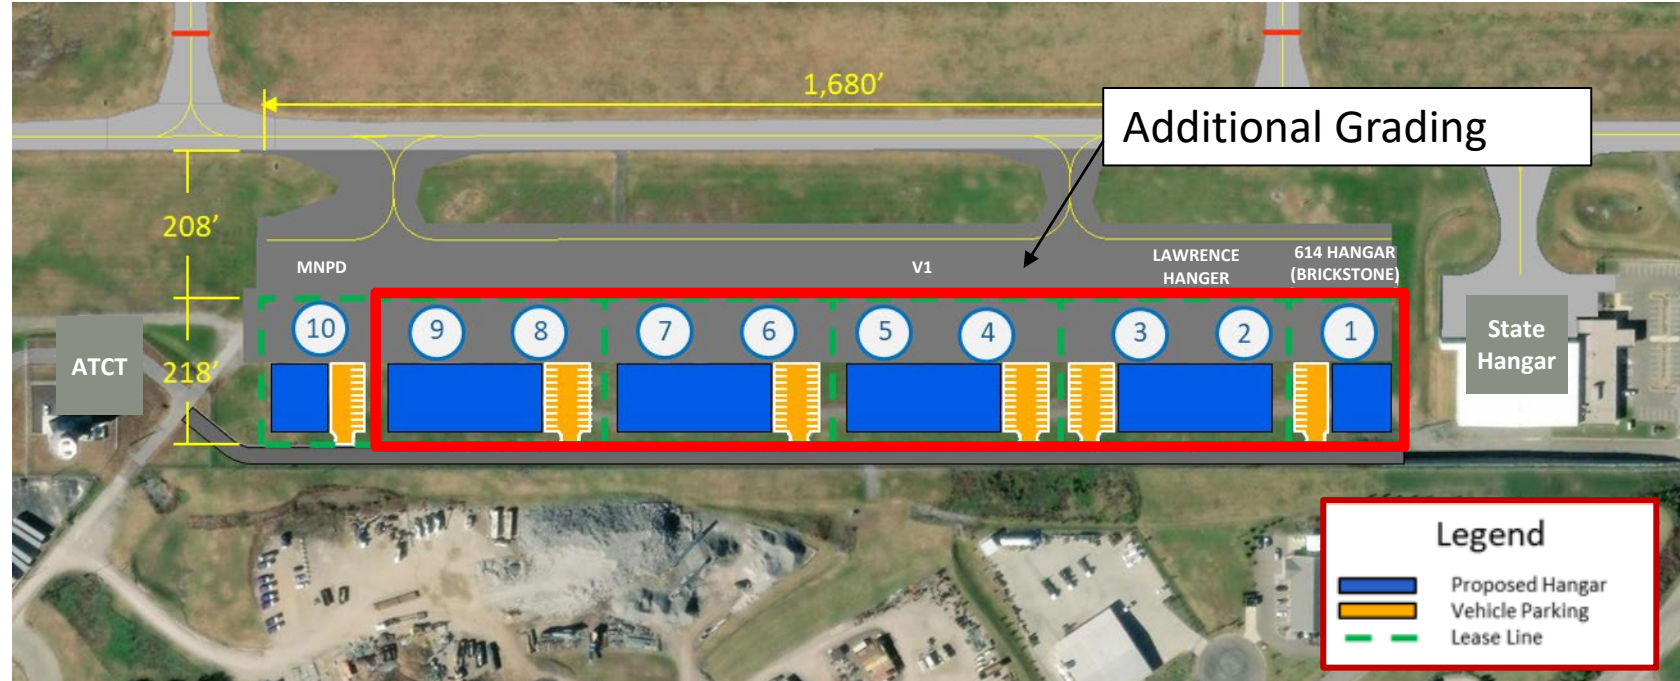 1,680’
Additional Grading
208’
MNPD
V1
LAWRENCE
HANGER
614 HANGAR
(BRICKSTONE)
10
9
8
7
6
5
4
3
2
1
ATCT
218’
State
Hangar
Legend
Proposed Hangar
Vehicle Parking
Lease Line